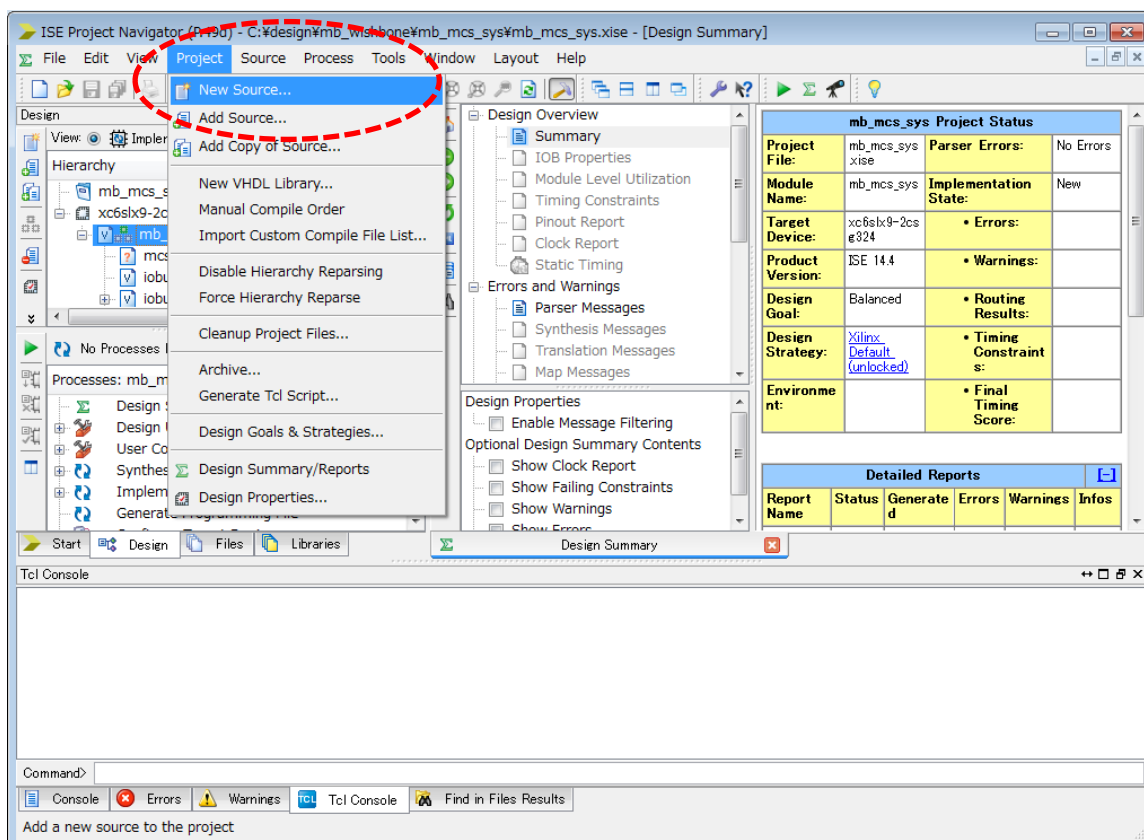 ISE Project Navigator (P.49d) - C:¥design¥mb_wishbone¥mb_mcs_sys¥mb_mcs_sys.xise - [Design Summary]
File Edit View Project Source Process Tools Window Layout Help
New Source...
Add Source...
Add Copy of Source...
New VHDL Library...
Manual Compile Order
Import Custom Compile File List...
Disable Hierarchy Reparsing
Force Hierarchy Reparse
Cleanup Project Files...
Archive...
Generate Tcl Script...
Design Goals & Strategies...
Design Summary/Reports
Design Properties...
Design
View:
Hierarchy
mb_mcs_s
xc6slx9-2c
mb_
mcs
iobu
iobu
No Processes
Processes: mb_m
Design
Design
User Co
Synthes
Implem
Generate Programming File
Start Design Files Libraries
Design Overview
Summary
IOB Properties
Module Level Utilization
Timing Constraints
Pinout Report
Clock Report
Static Timing
Errors and Warnings
Parser Messages
Synthesis Messages
Translation Messages
Map Messages
Design Properties
Enable Message Filtering
Optional Design Summary Contents
Show Clock Report
Show Failing Constraints
Show Warnings
Show Errors
Design Summary
mb_mcs_sys Project Status
Project File: mb_mcs_sys.xise Parser Errors: No Errors
Module Name: mb_mcs_sys Implementation State: New
Target Device: xc6slx9-2csg324 • Errors:
Product Version: ISE 14.4 • Warnings:
Design Goal: Balanced • Routing Results:
Design Strategy: Xilinx Default (unlocked) • Timing Constraints:
Environment: • Final Timing Score:
Detailed Reports [-]
Report Name Status Generated Errors Warnings Infos
Tcl Console
Command>
Console Errors Warnings Tcl Console Find in Files Results
Add a new source to the project